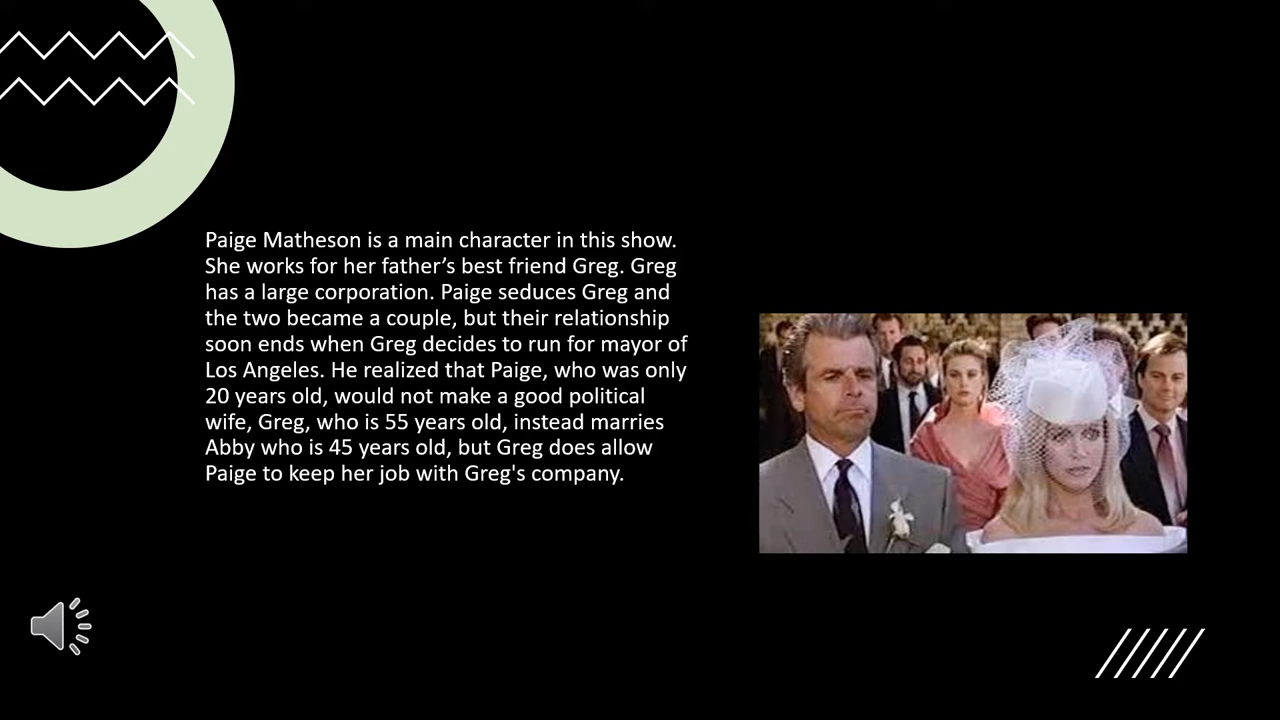 Paige Matheson is a main character in this show.
She works for her father’s best friend Greg. Greg
has a large corporation. Paige seduces Greg and
the two became a couple, but their relationship
soon ends when Greg decides to run for mayor of
Los Angeles. He realized that Paige, who was only
20 years old, would not make a good political
wife, Greg, who is 55 years old, instead marries
Abby who is 45 years old, but Greg does allow
Paige to keep her job with Greg's company.